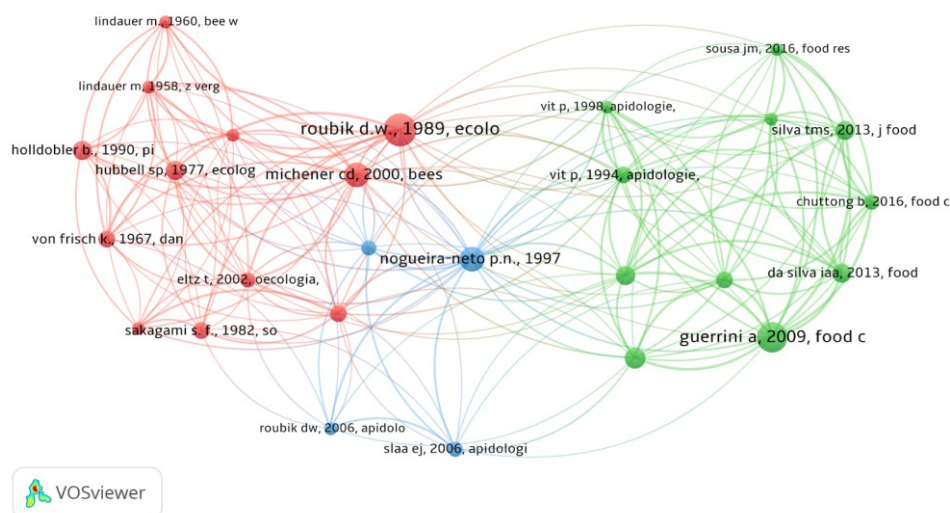 lindauer m., 1960, bee w
sousa jm, 2016, food res
lindauer m, 1958, z verg
vit p, 1998, apidologie,
roubik d.w., 1989, ecolo
silva tms, 2013, j food
holldobler b., 1990, pi
hubbell sp, 1977, ecolog
michener cd, 2000, bees
vit p, 1994, apidologie,
chuttong b, 2016, food c
von frisch k., 1967, dan
nogueira-neto p.n., 1997
eltz t, 2002, oecologia,
da silva iaa, 2013, food
sakagami s. f., 1982, so
guerrini a, 2009, food c
roubik dw, 2006, apidolo
slaa ej, 2006, apidologi
VOSviewer